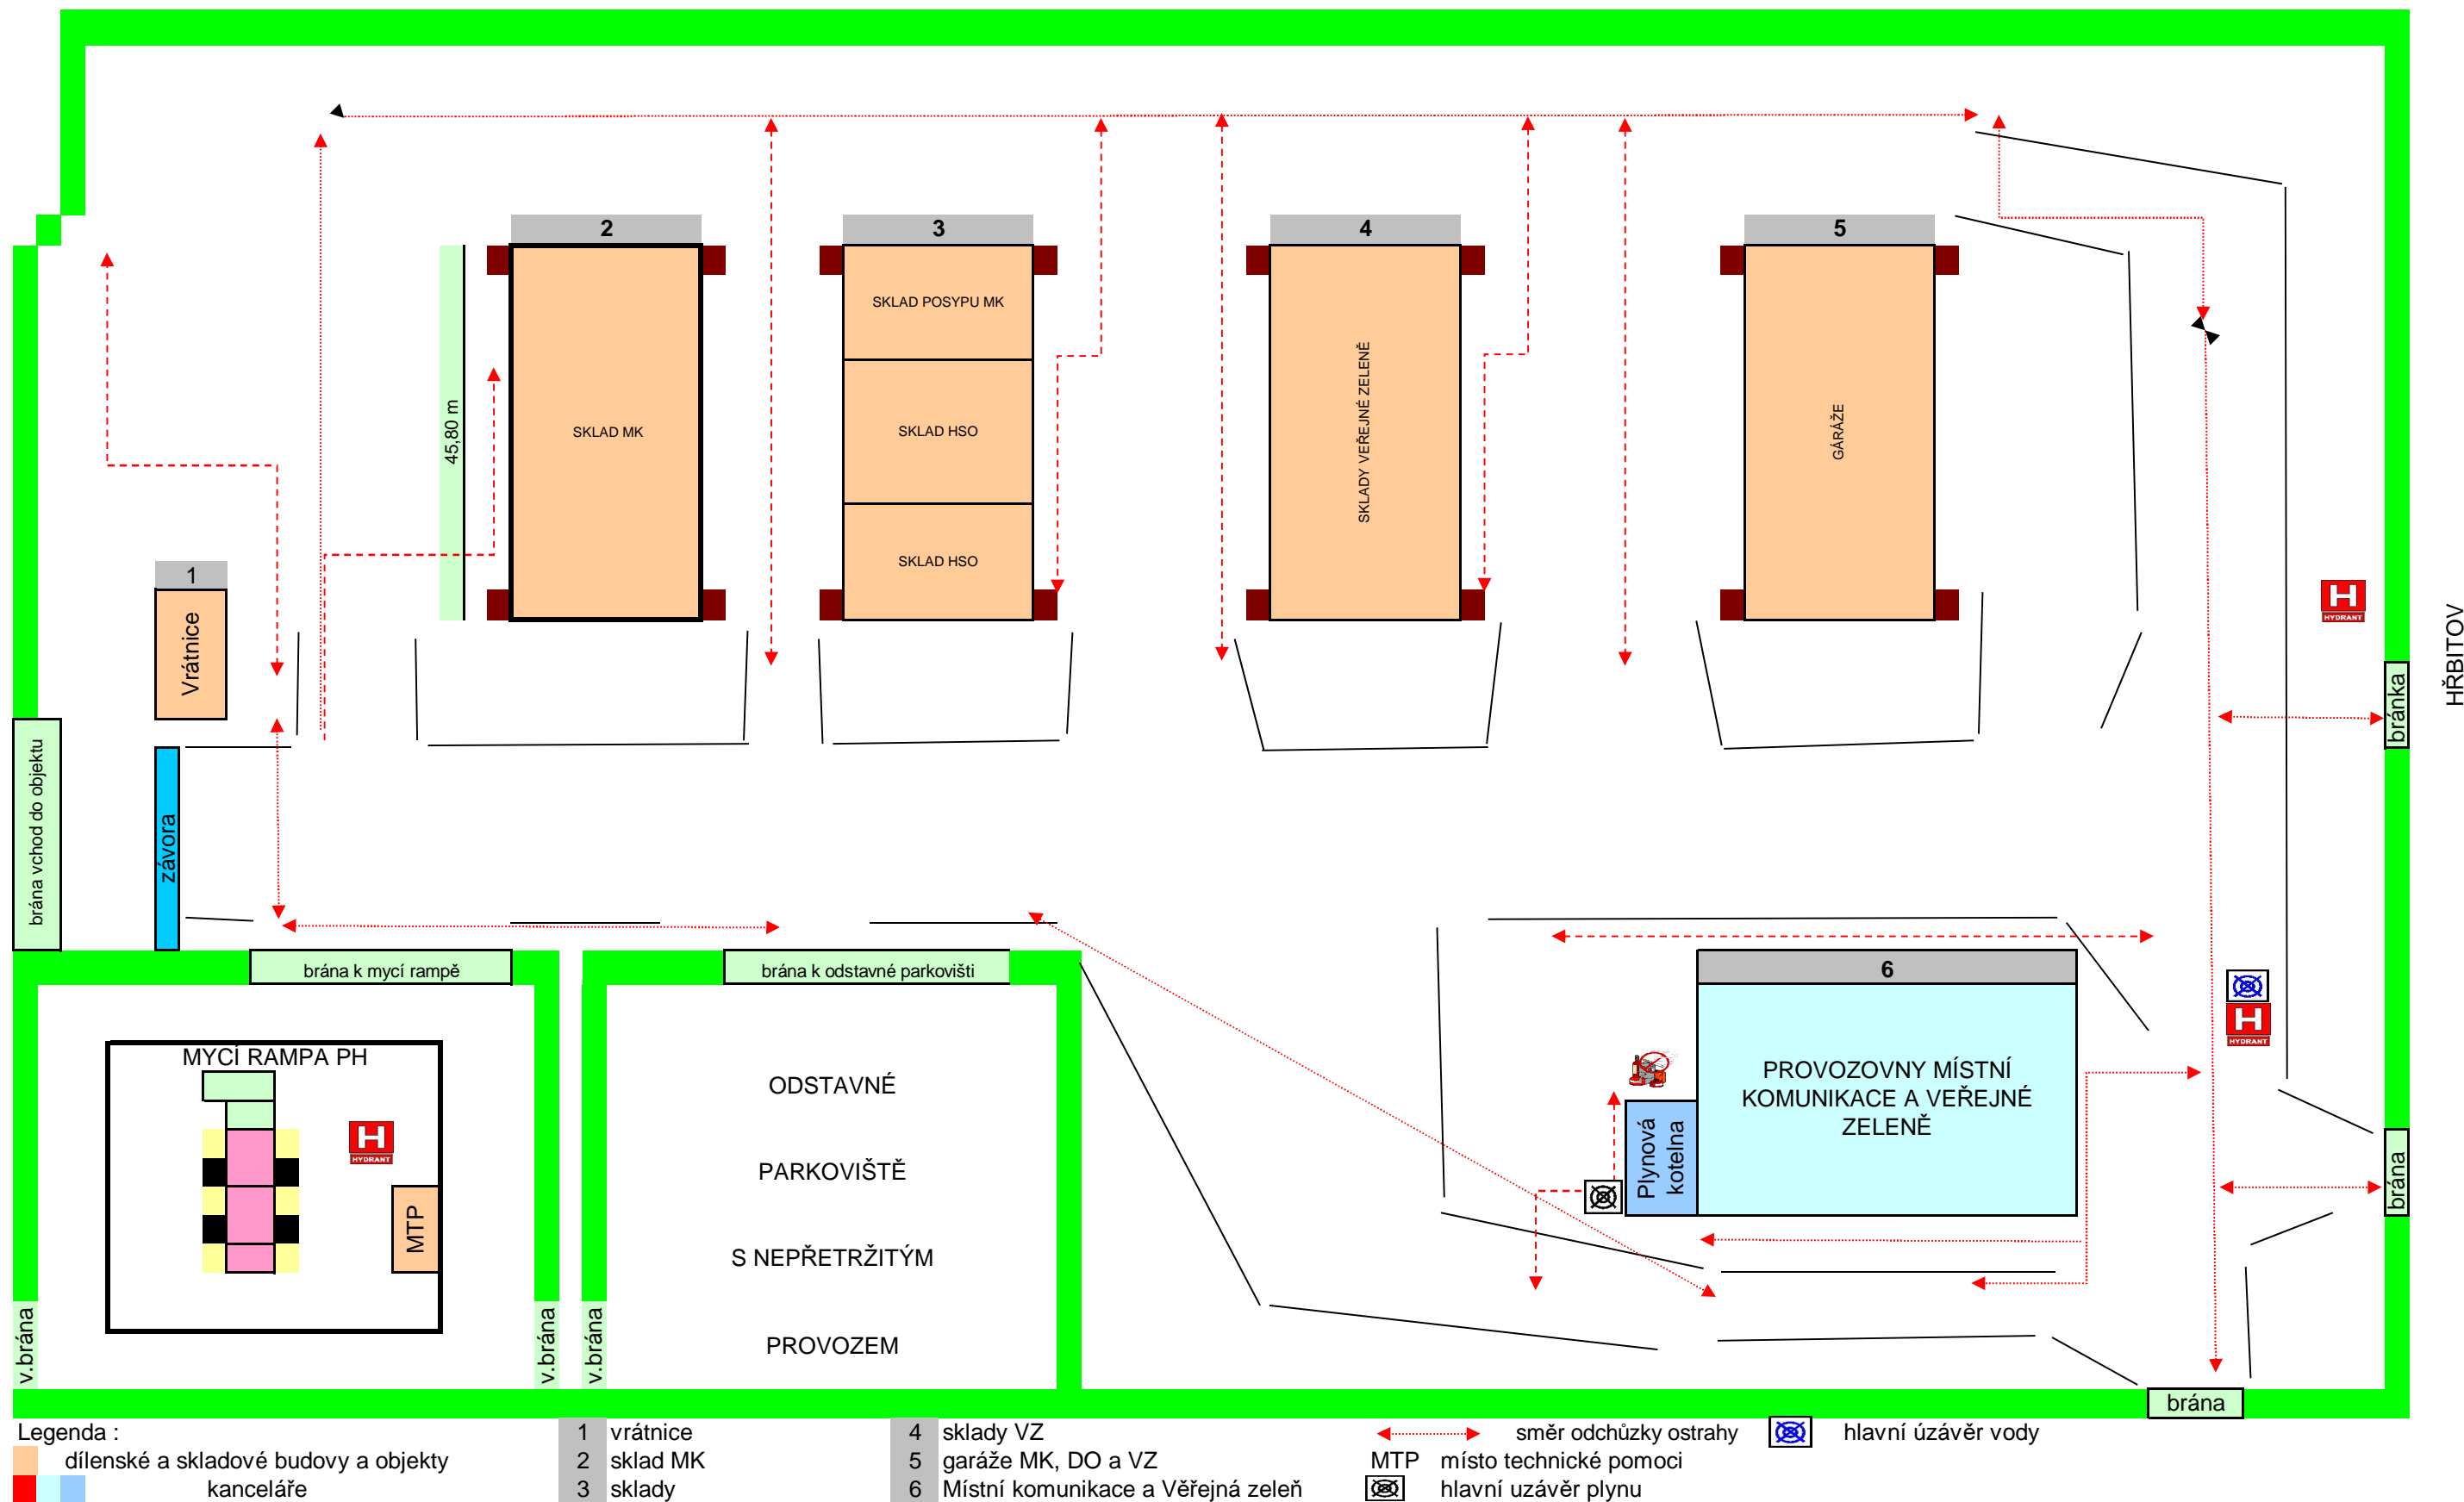 2
3
4
5
SKLAD POSYPU MK
SKLAD MK
SKLAD HSO
SKLAD HSO
SKLADY VEŘEJNÉ ZELENĚ
GÁRÁŽE
45,80 m
1
Vrátnice
HYDRANT
HŘBITOV
bránka
brána vchod do objektu
závora
brána k mycí rampě
brána k odstavné parkovišti
6
HYDRANT
MYCÍ RAMPA PH
HYDRANT
MTP
ODSTAVNÉ
PARKOVIŠTĚ
S NEPŘETRŽITÝM
PROVOZEM
PROVOZOVNY MÍSTNÍ
KOMUNIKACE A VEŘEJNÉ
ZELENĚ
Plynová
kotelna
brána
v.brána
v.brána
v.brána
brána
Legenda :
dílenské a skladové budovy a objekty
kanceláře
1 vrátnice
2 sklad MK
3 sklady
4 sklady VZ
5 garáže MK, DO a VZ
6 Místní komunikace a Věřejná zeleň
směr odchůzky ostrahy
MTP místo technické pomoci
hlavní uzávěr plynu
hlavní úzávěr vody